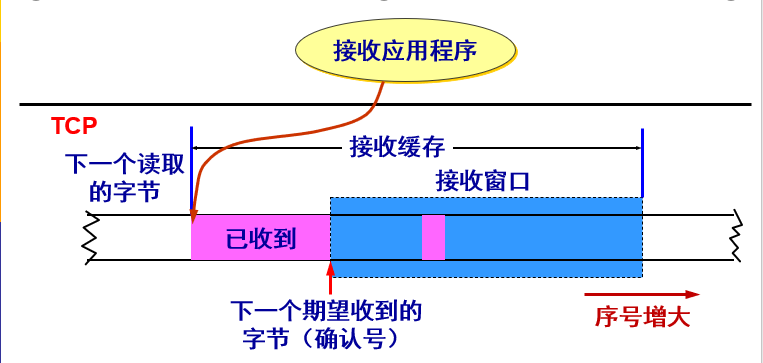 接收应用程序
TCP
接收缓存
下一个读取
的字节
接收窗口
已收到
下一个期望收到的
字节（确认号）
序号增大